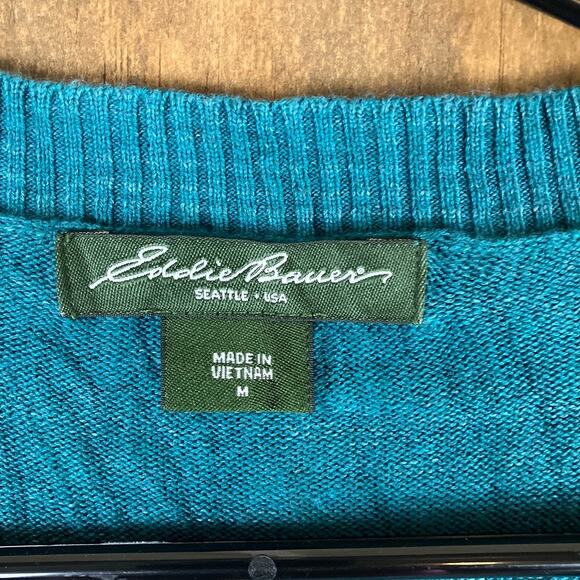 Eddie Bauer®
SEATTLE • USA
MADE IN
VIETNAM
M